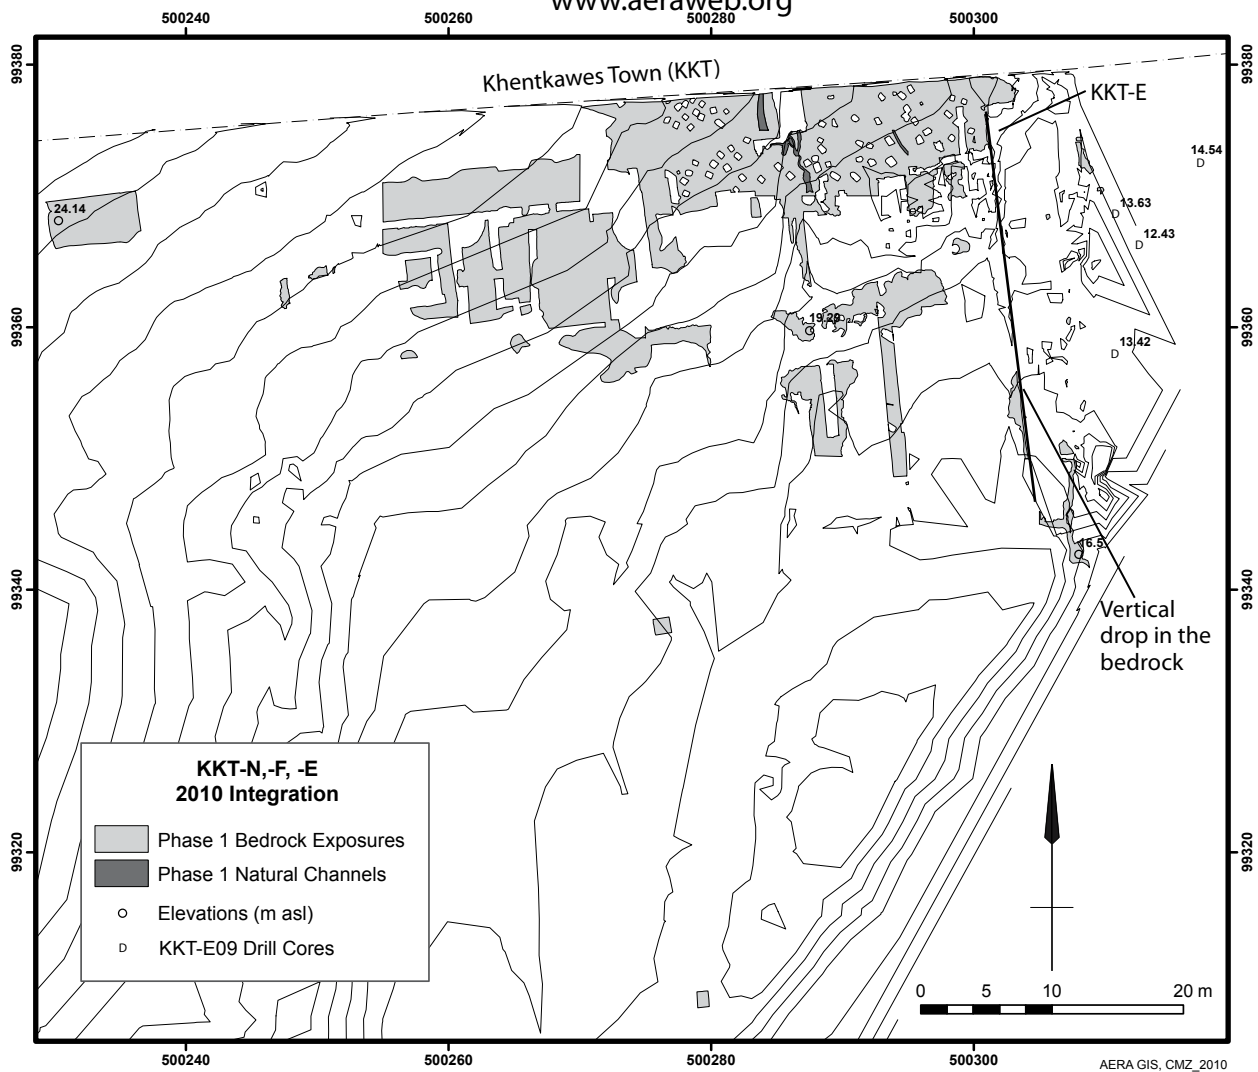 www.aeraweb.org
500240 500260 500280 500300
99380 99380
Khentkawes Town (KKT)
KKT-E
14.54
D
24.14
13.63
D
12.43
D
99360 99360
19.29
13.42
D
16.5
99340 99340
Vertical
drop in the
bedrock
KKT-N,-F, -E
2010 Integration
Phase 1 Bedrock Exposures
Phase 1 Natural Channels
Elevations (m asl)
D KKT-E09 Drill Cores
99320 99320
0 5 10 20 m
500240 500260 500280 500300
AERA GIS, CMZ_2010